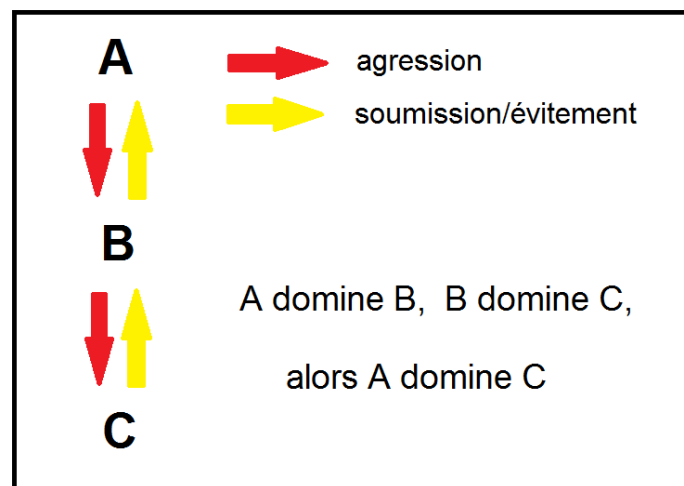 A
agression
soumission/évitement
B
A domine B,  B domine C,
alors A domine C
C